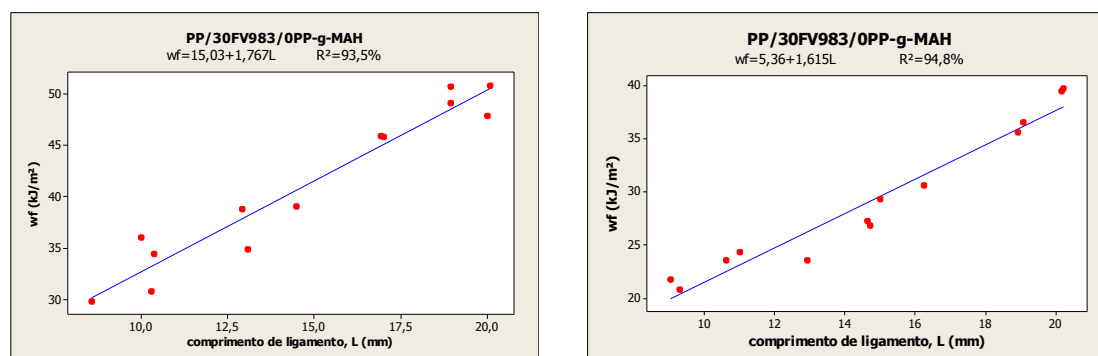 PP/30FV983/0PP-g-MAH
wf=15,03+1,767L R²=93,5%
50
45
40
35
30
wf (kJ/m²)
10,0 12,5 15,0 17,5 20,0
comprimento de ligamento, L (mm)
PP/30FV983/0PP-g-MAH
wf=5,36+1,615L R²=94,8%
40
35
30
25
20
wf (kJ/m²)
10 12 14 16 18 20
comprimento de ligamento, L (mm)